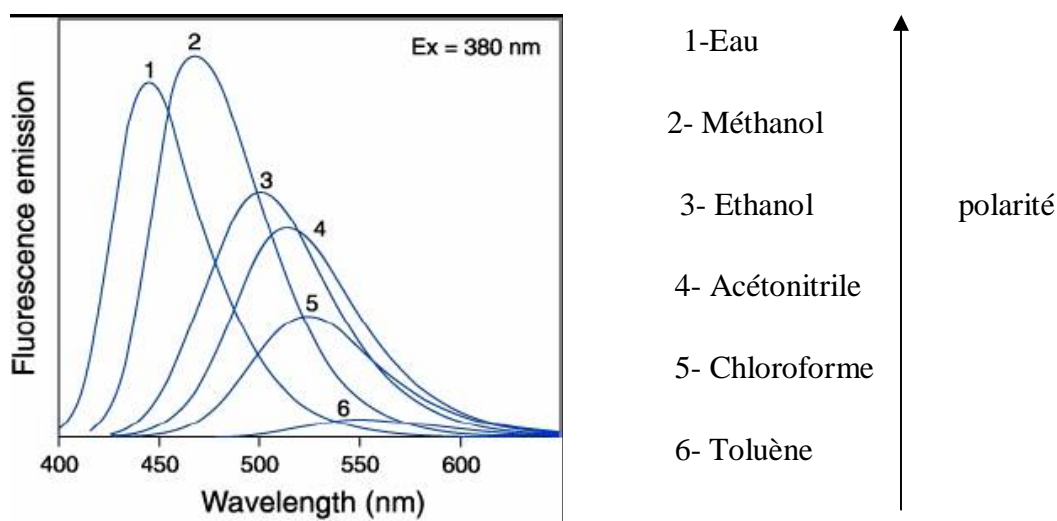 Ex = 380 nm
1
2
3
4
5
6
Fluorescence emission
400 450 500 550 600
Wavelength (nm)
1-Eau
2- Méthanol
3- Ethanol
4- Acétonitrile
5- Chloroforme
6- Toluène
polarité